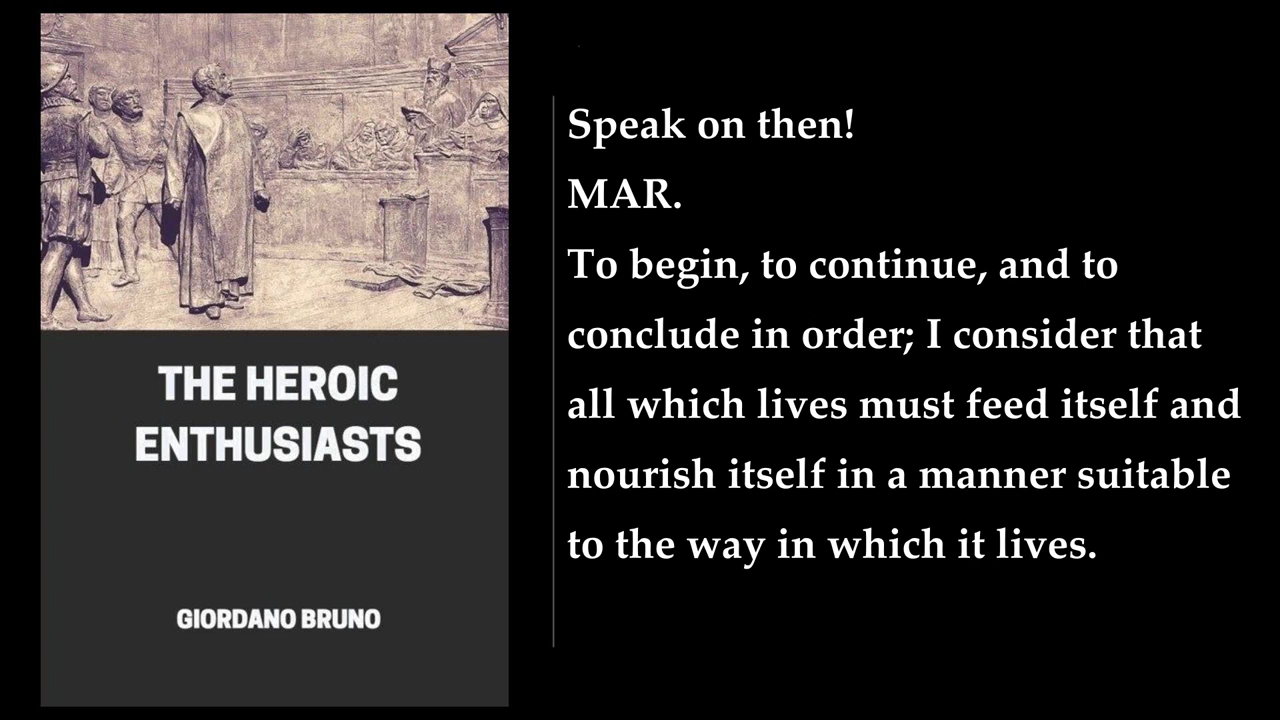 THE HEROIC
ENTHUSIASTS
GIORDANO BRUNO
Speak on then!
MAR.
To begin, to continue, and to
conclude in order; I consider that
all which lives must feed itself and
nourish itself in a manner suitable
to the way in which it lives.